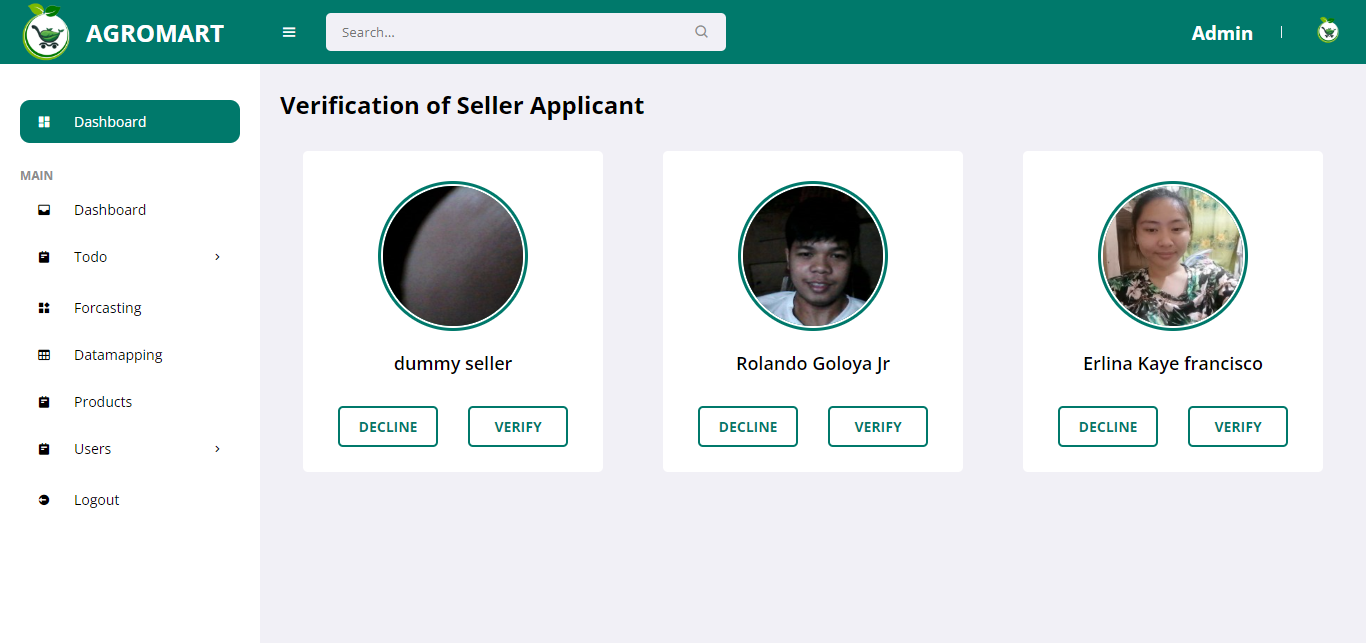 AGROMART
Search...
Admin
Dashboard
MAIN
Dashboard
Todo
Forcasting
Datamapping
Products
Users
Logout
Verification of Seller Applicant
dummy seller
DECLINE VERIFY
Rolando Goloya Jr
DECLINE VERIFY
Erlina Kaye francisco
DECLINE VERIFY